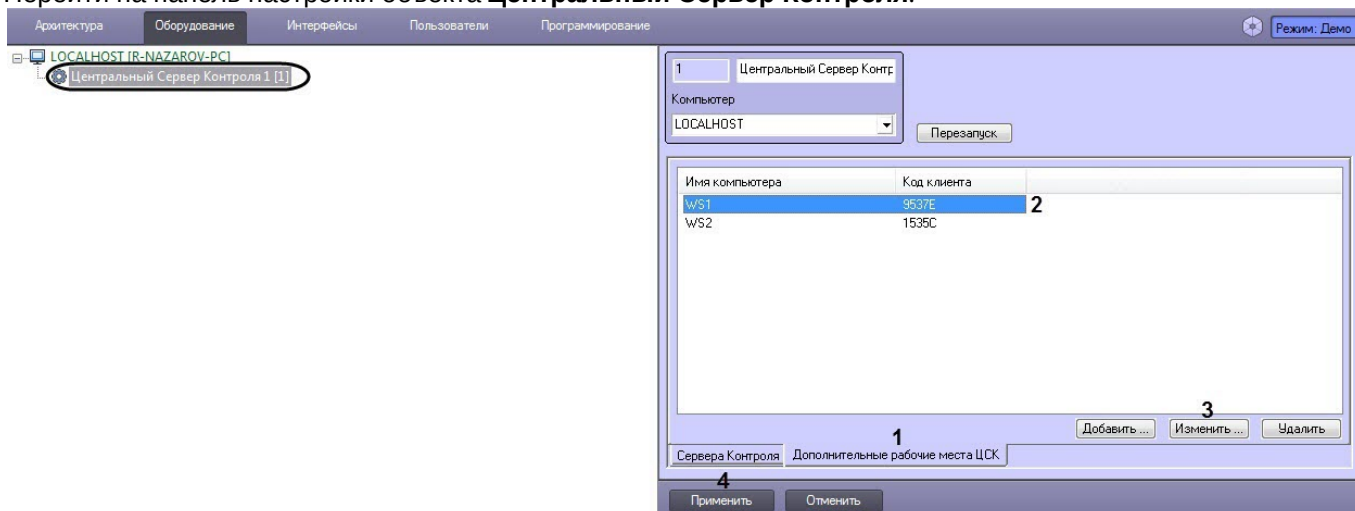 Перейти на панель настройки объекта Центральный Сервер Контроля.
Архитектура Оборудование Интерфейсы Пользователи Программирование Режим: Демо
LOCALHOST [R-NAZAROV-PC]
Центральный Сервер Контроля 1 [1]
1 Центральный Сервер Контр
Компьютер
LOCALHOST
Перезапуск
Имя компьютера Код клиента
WS1 9537E 2
WS2 1535C
3
Добавить ... Изменить ... Удалить
1
Сервера Контроля Дополнительные рабочие места ЦСК
4
Применить Отменить